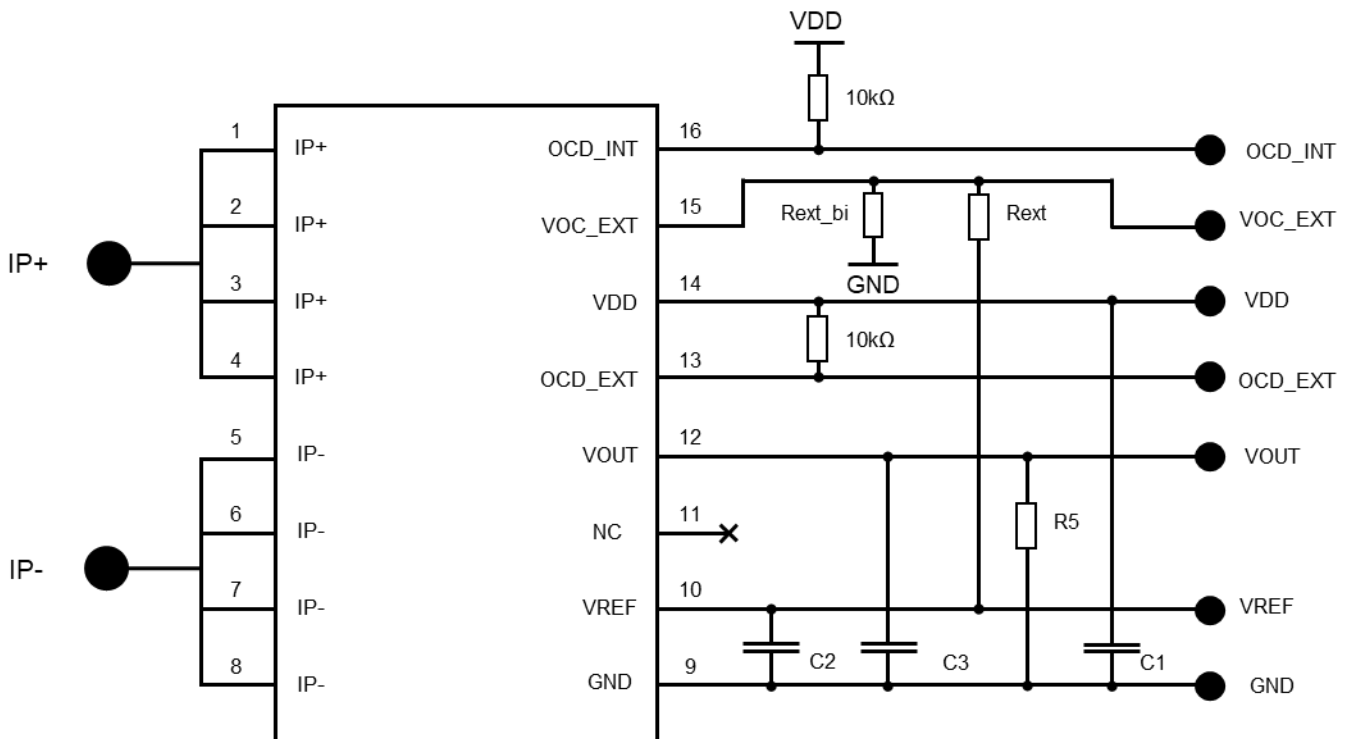 VDD
10kΩ
1 IP+ OCD_INT 16 OCD_INT
2 IP+ VOC_EXT 15 Rext_bi Rext VOC_EXT
IP+
GND
3 IP+ VDD 14 VDD
10kΩ
4 IP+ OCD_EXT 13 OCD_EXT
5 IP- VOUT 12 VOUT
6 IP- NC 11 R5
IP-
7 IP- VREF 10 VREF
C2 C3 C1
8 IP- GND 9 GND